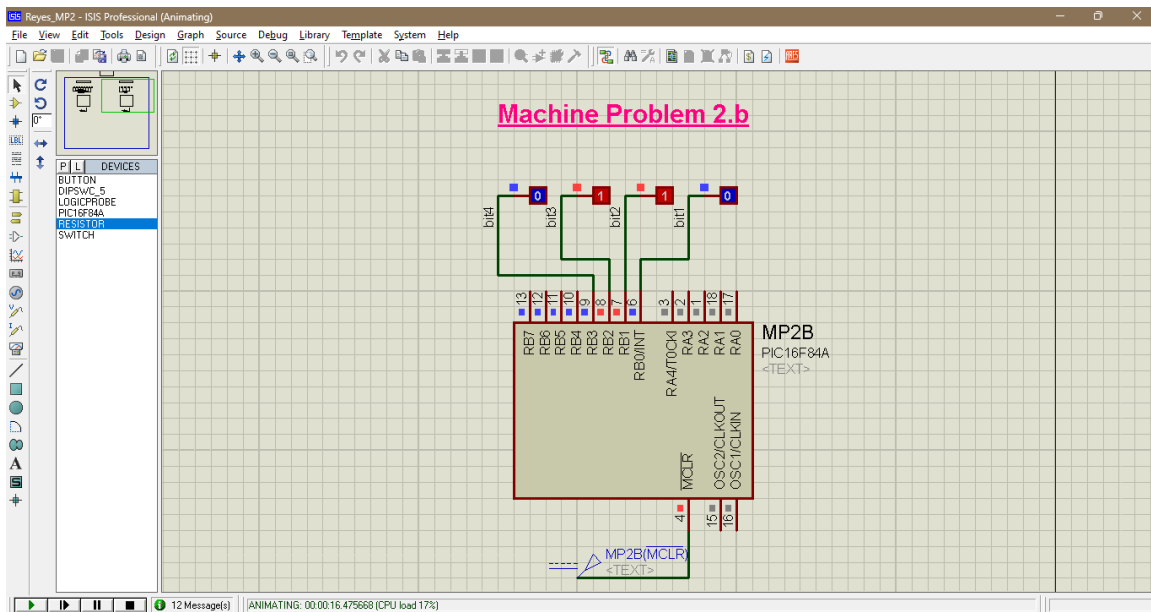 Reyes_MP2 - ISIS Professional (Animating)
File View Edit Tools Design Graph Source Debug Library Template System Help
0°
LBL
P L DEVICES
BUTTON
DIPSWC_5
LOGICPROBE
PIC16F84A
RESISTOR
SWITCH
A
S
Machine Problem 2.b
0 1 1 0
bit4 bit3 bit2 bit1
13 12 11 10 9 8 7 6 3 2 1 18 17
RB7 RB6 RB5 RB4 RB3 RB2 RB1 RB0/INT RA4/T0CKI RA3 RA2 RA1 RA0
MP2B
PIC16F84A
<TEXT>
MCLR OSC2/CLKOUT OSC1/CLKIN
4 15 16
MP2B(MCLR)
<TEXT>
12 Message(s) ANIMATING: 00:00:16.475668 (CPU load 17%)